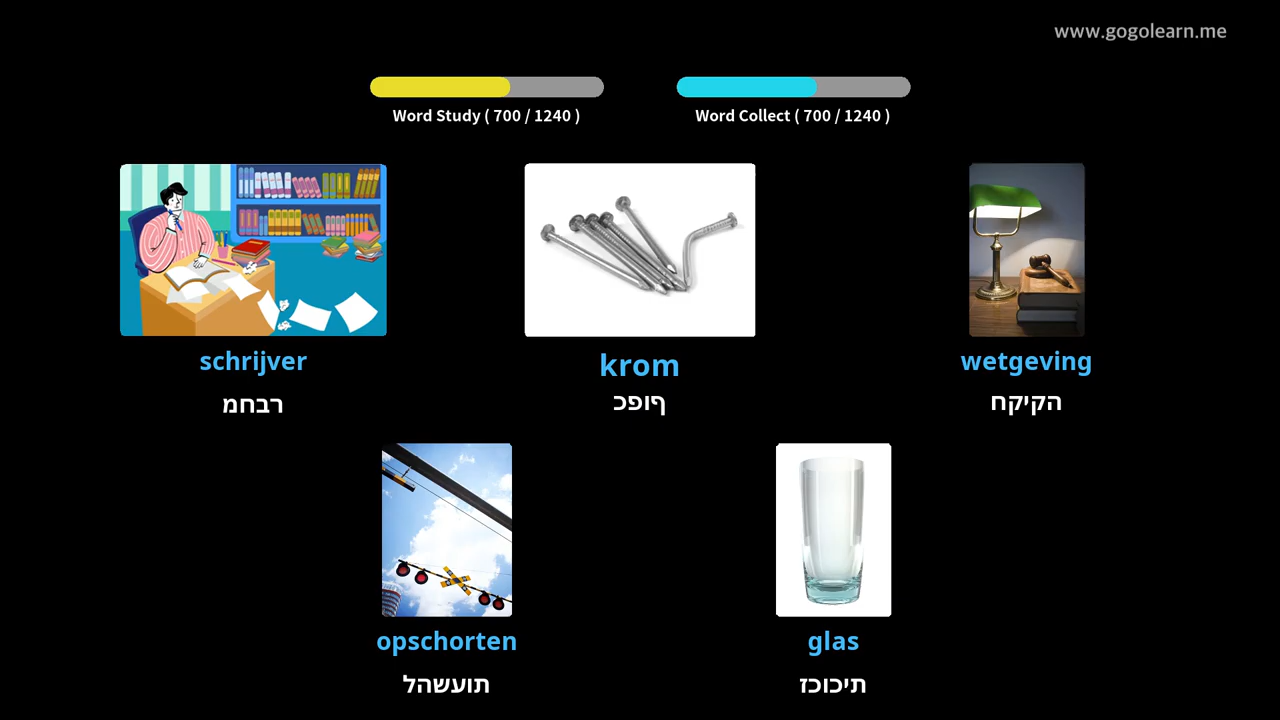 www.gogolearn.me
Word Study ( 700 / 1240 )
Word Collect ( 700 / 1240 )
schrijver
רבחמ
krom
ףופכ
wetgeving
הקיקח
opschorten
תועשהל
glas
תיכוכז